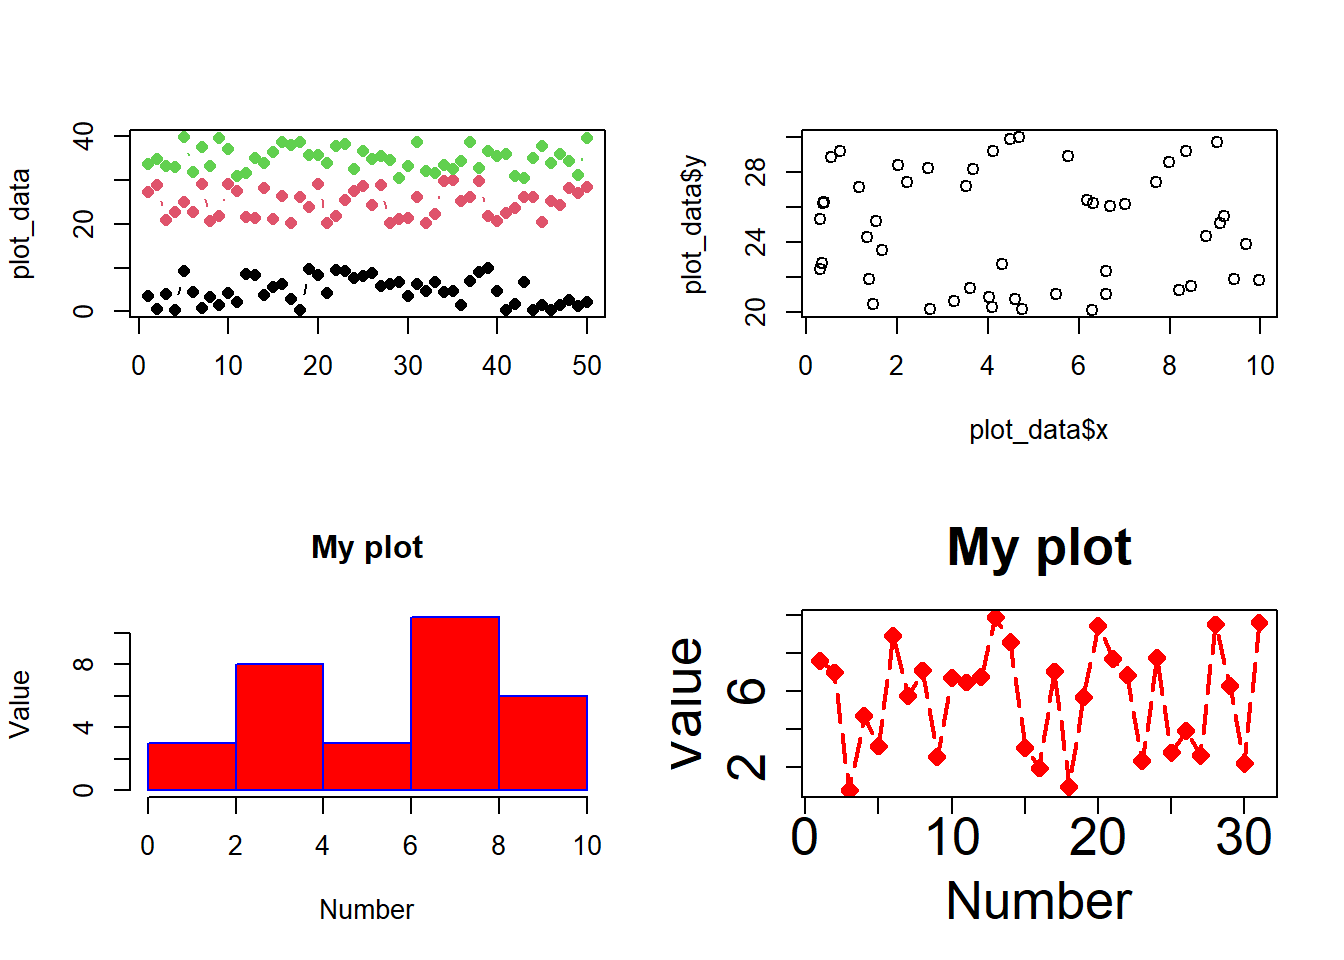 plot_data
0 20 40
0 10 20 30 40 50
plot_data$y
20 24 28
0 2 4 6 8 10
plot_data$x
My plot
Value
0 4 8
0 2 4 6 8 10
Number
My plot
value
2 6
0 10 20 30
Number